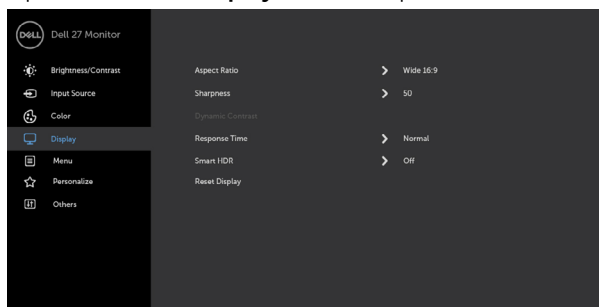 DELL Dell 27 Monitor
Brightness/Contrast
Input Source
Color
Display
Menu
Personalize
Others
Aspect Ratio Wide 16:9
Sharpness 50
Dynamic Contrast
Response Time Normal
Smart HDR Off
Reset Display